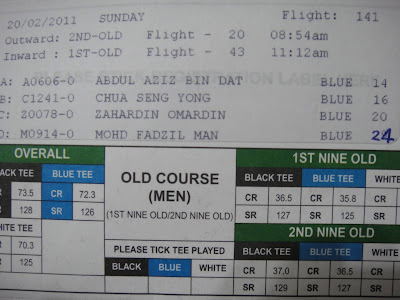 20/02/2011 SUNDAY Flight: 141
Outward: 2ND-OLD Flight - 20 08:54am
Inward : 1ST-OLD Flight - 43 11:12am
A: A0606-0 ABDUL AZIZ BIN DAT BLUE 14
B: C1241-0 CHUA SENG YONG BLUE 16
C: Z0078-0 ZAHARDIN OMARDIN BLUE 20
D: M0914-0 MOHD FADZIL MAN BLUE 24
OVERALL
BLACK TEE BLUE TEE
CR 73.5 CR 72.3
SR 128 SR 126
WHITE TEE
CR 70.3
SR 125
OLD COURSE
(MEN)
(1ST NINE OLD/2ND NINE OLD)
PLEASE TICK TEE PLAYED
BLACK BLUE WHITE
1ST NINE OLD
BLACK TEE BLUE TEE WHITE
CR 36.5 CR 35.8 CR
SR 127 SR 125 SR
2ND NINE OLD
BLACK TEE BLUE TEE WHITE
CR 37.0 CR 36.5 CR
SR 129 SR 127 SR